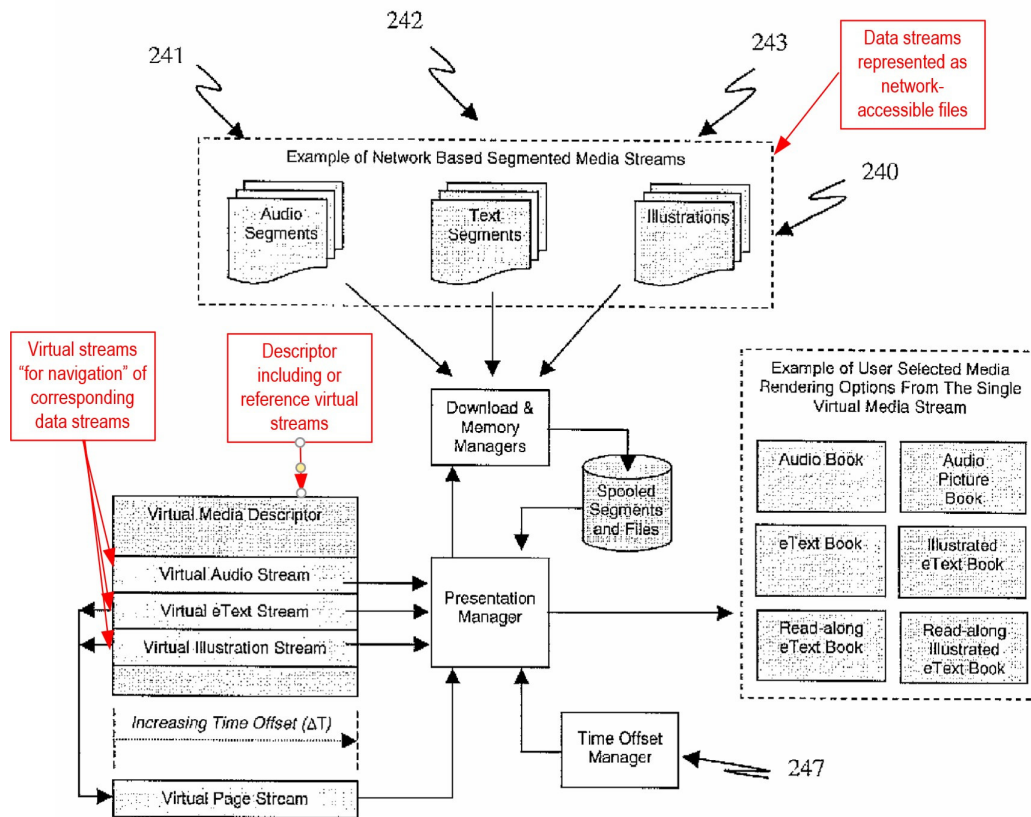 241
242
243
Data streams
represented as
network-
accessible files
Example of Network Based Segmented Media Streams
240
Audio
Segments
Text
Segments
Illustrations
Virtual streams
“for navigation” of
corresponding
data streams
Descriptor
including or
reference virtual
streams
Example of User Selected Media
Rendering Options From The Single
Virtual Media Stream
Download &
Memory
Managers
Spooled
Segments
and Files
Audio Book
Audio
Picture
Book
eText Book
Illustrated
eText Book
Read-along
eText Book
Read-along
Illustrated
eText Book
Virtual Media Descriptor
Virtual Audio Stream
Virtual eText Stream
Virtual Illustration Stream
Presentation
Manager
Increasing Time Offset (ΔT)
Time Offset
Manager
247
Virtual Page Stream